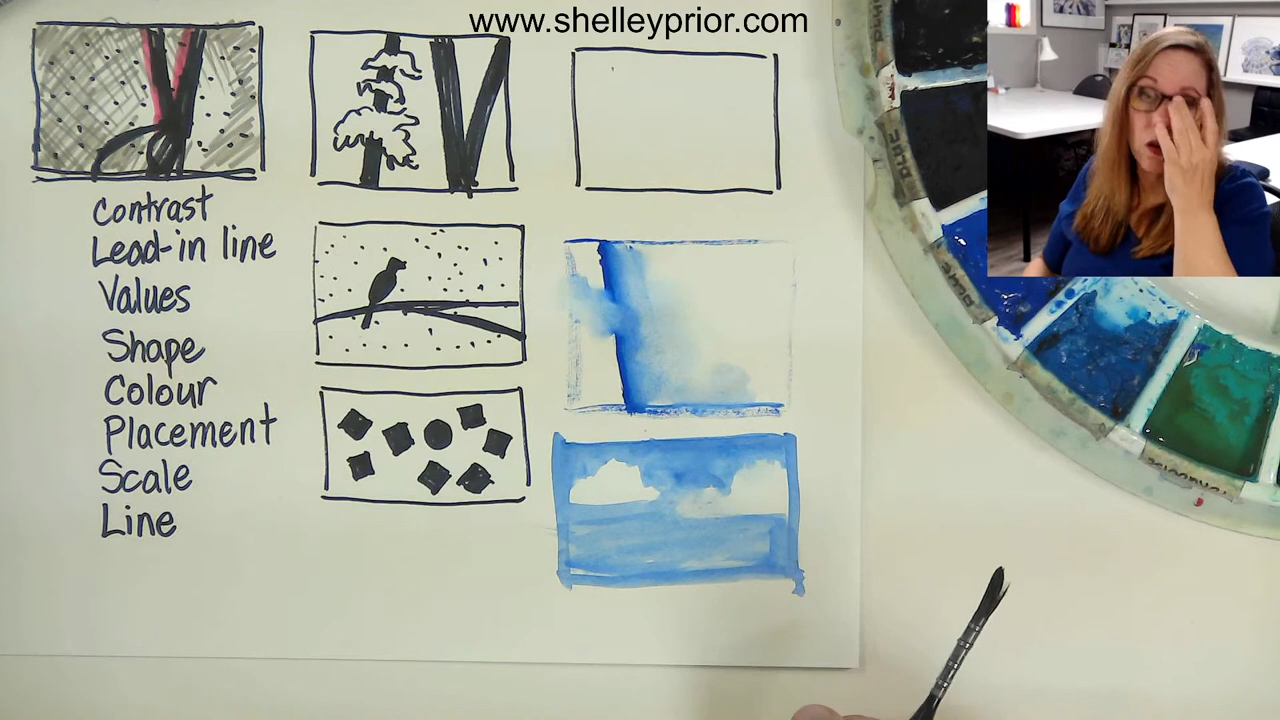 www.shelleyprior.com
Contrast
Lead-in line
Values
Shape
Colour
Placement
Scale
Line